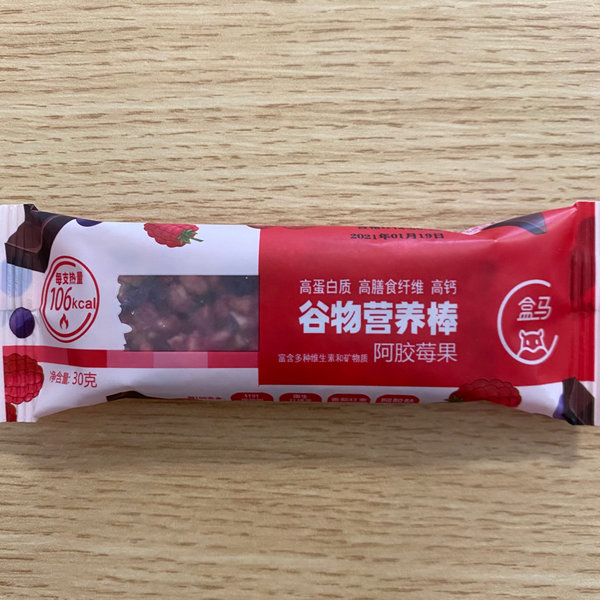 2021年01月19日
每支热量
106kcal
高蛋白质 高膳食纤维 高钙
谷物营养棒
富含多种维生素和矿物质
阿胶莓果
盒马
净含量: 30克